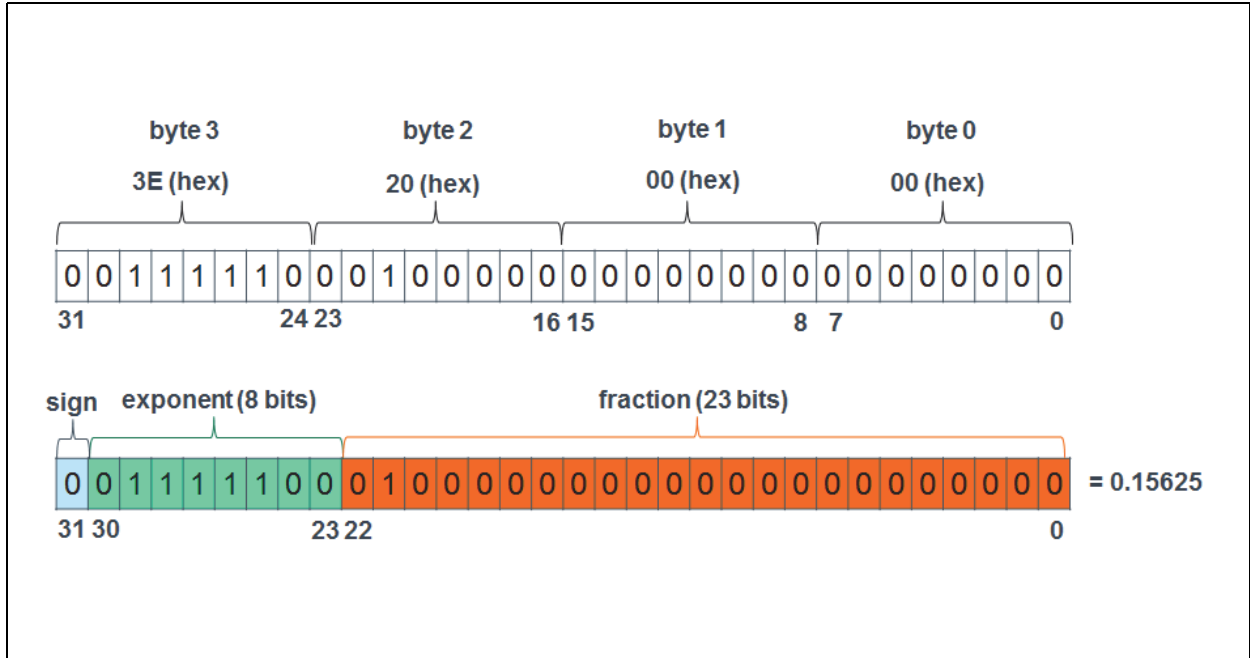 byte 3 byte 2 byte 1 byte 0
3E (hex) 20 (hex) 00 (hex) 00 (hex)
0 0 1 1 1 1 1 0 0 0 1 0 0 0 0 0 0 0 0 0 0 0 0 0 0 0 0 0 0 0 0 0
31 24 23 16 15 8 7 0
sign exponent (8 bits) fraction (23 bits)
0 0 1 1 1 1 1 0 0 0 1 0 0 0 0 0 0 0 0 0 0 0 0 0 0 0 0 0 0 0 0 0 = 0.15625
31 30 23 22 0